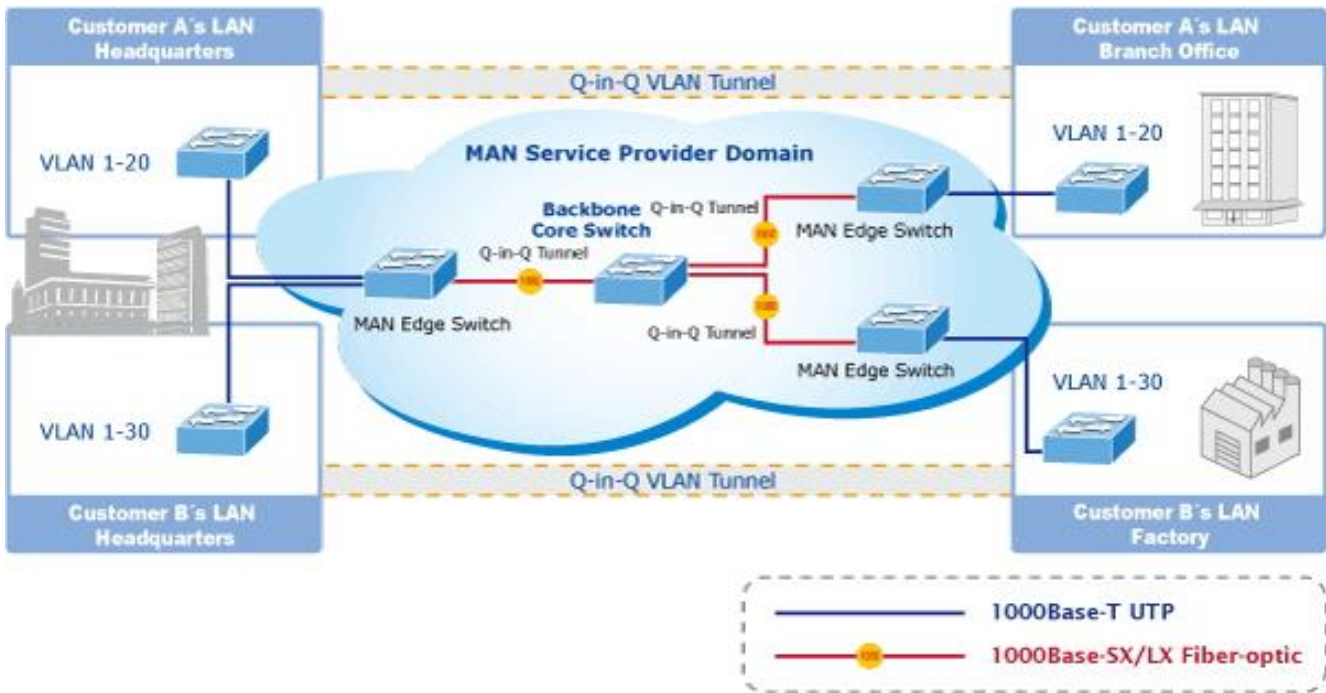 Customer A's LAN
Headquarters
Customer A's LAN
Branch Office
Q-in-Q VLAN Tunnel
VLAN 1-20
VLAN 1-20
MAN Service Provider Domain
Backbone
Core Switch
Q-in-Q Tunnel
MAN Edge Switch
Q-in-Q Tunnel
MAN Edge Switch
Q-in-Q Tunnel
MAN Edge Switch
VLAN 1-30
VLAN 1-30
Q-in-Q VLAN Tunnel
Customer B's LAN
Headquarters
Customer B's LAN
Factory
1000Base-T UTP
1000Base-SX/LX Fiber-optic